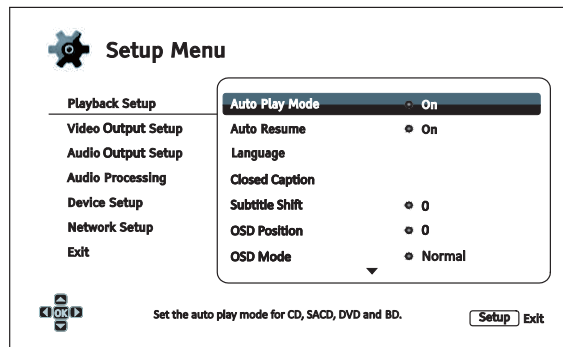 Setup Menu
Playback Setup
Video Output Setup
Audio Output Setup
Audio Processing
Device Setup
Network Setup
Exit
Auto Play Mode On
Auto Resume On
Language
Closed Caption
Subtitle Shift 0
OSD Position 0
OSD Mode Normal
OK
Set the auto play mode for CD, SACD, DVD and BD.
Setup Exit